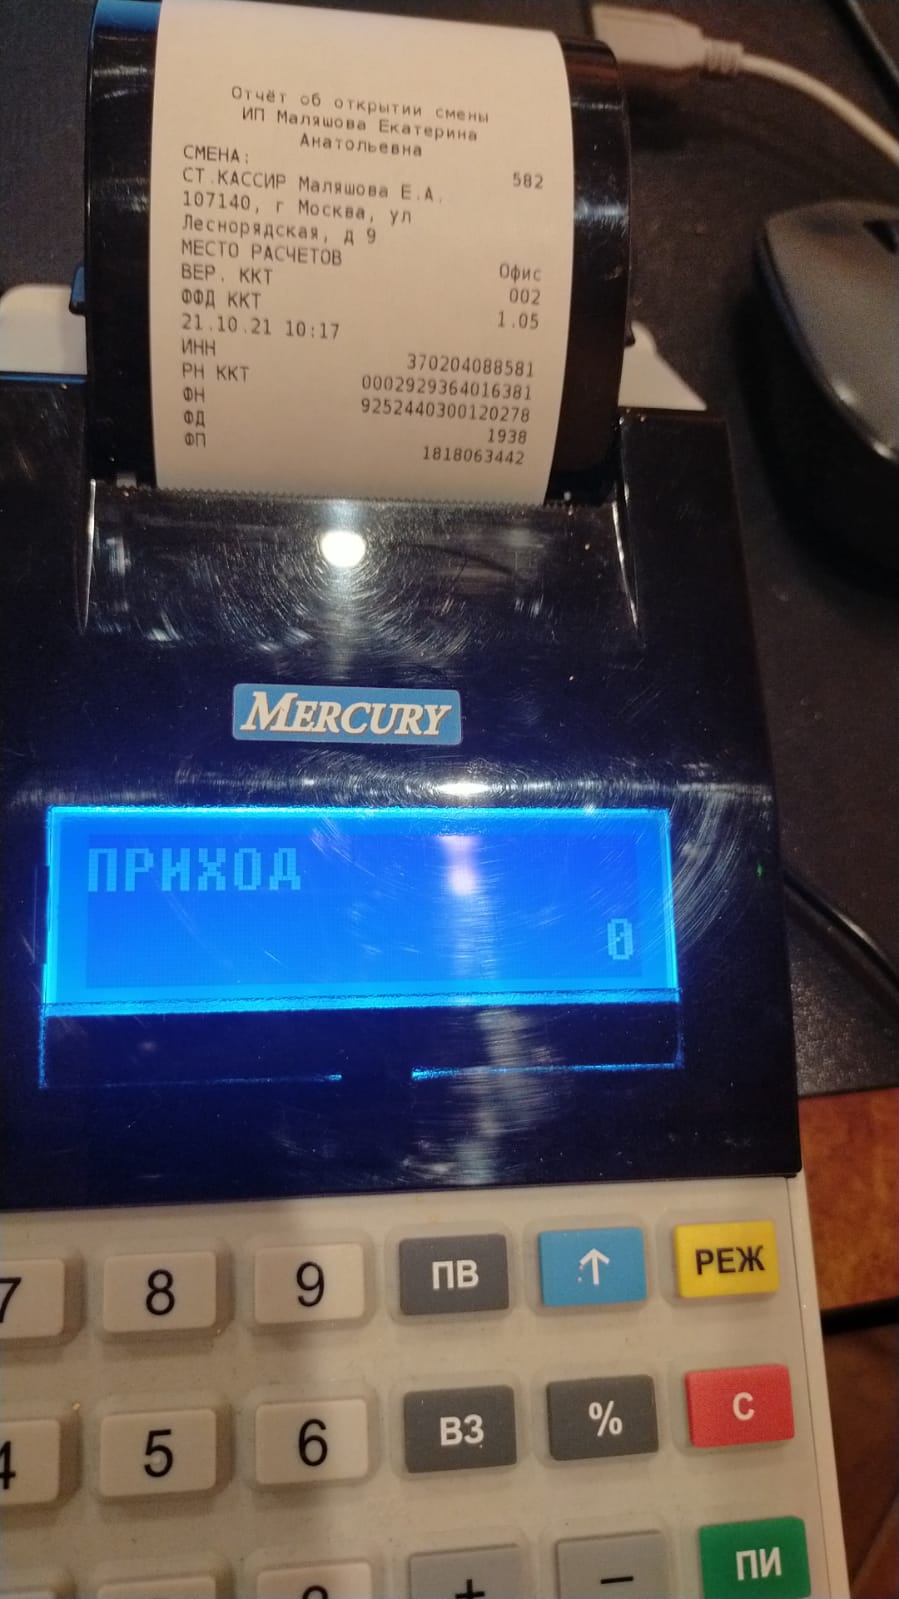 Отчёт об открытии смены
ИП Маляшова Екатерина
Анатольевна
СМЕНА: 582
СТ.КАССИР Маляшова Е.А.
107140, г Москва, ул
Леснорядская, д 9
МЕСТО РАСЧЕТОВ Офис
ВЕР. ККТ 002
ФФД ККТ 1.05
21.10.21 10:17
ИНН 370204088581
РН ККТ 0002929364016381
ФН 9252440300120278
ФД 1938
ФП 1818063442
MERCURY
ПРИХОД
0
7 8 9 ПВ ↑ РЕЖ
4 5 6 ВЗ % С
+ − ПИ